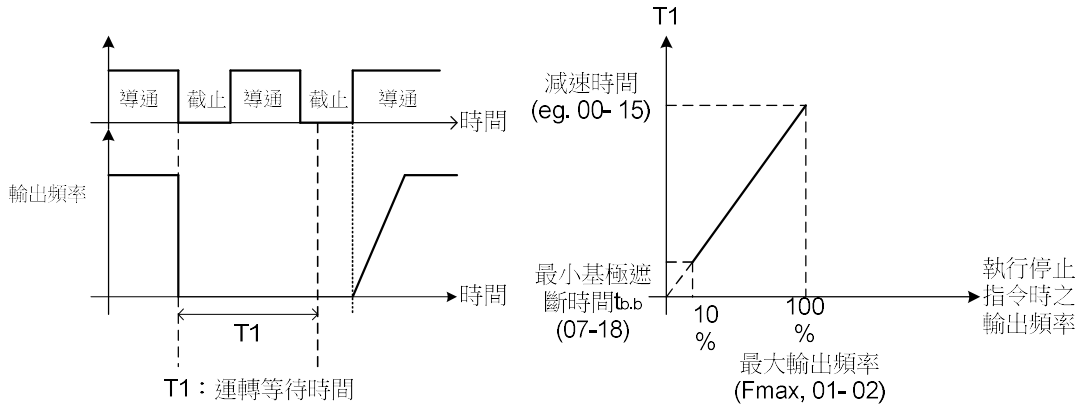 導通
截止
導通
截止
導通
時間
輸出頻率
時間
T1
T1：運轉等待時間
T1
減速時間
(eg. 00- 15)
最小基極遮
斷時間tb.b
(07-18)
10
%
100
%
最大輸出頻率
(Fmax, 01- 02)
執行停止
指令時之
輸出頻率